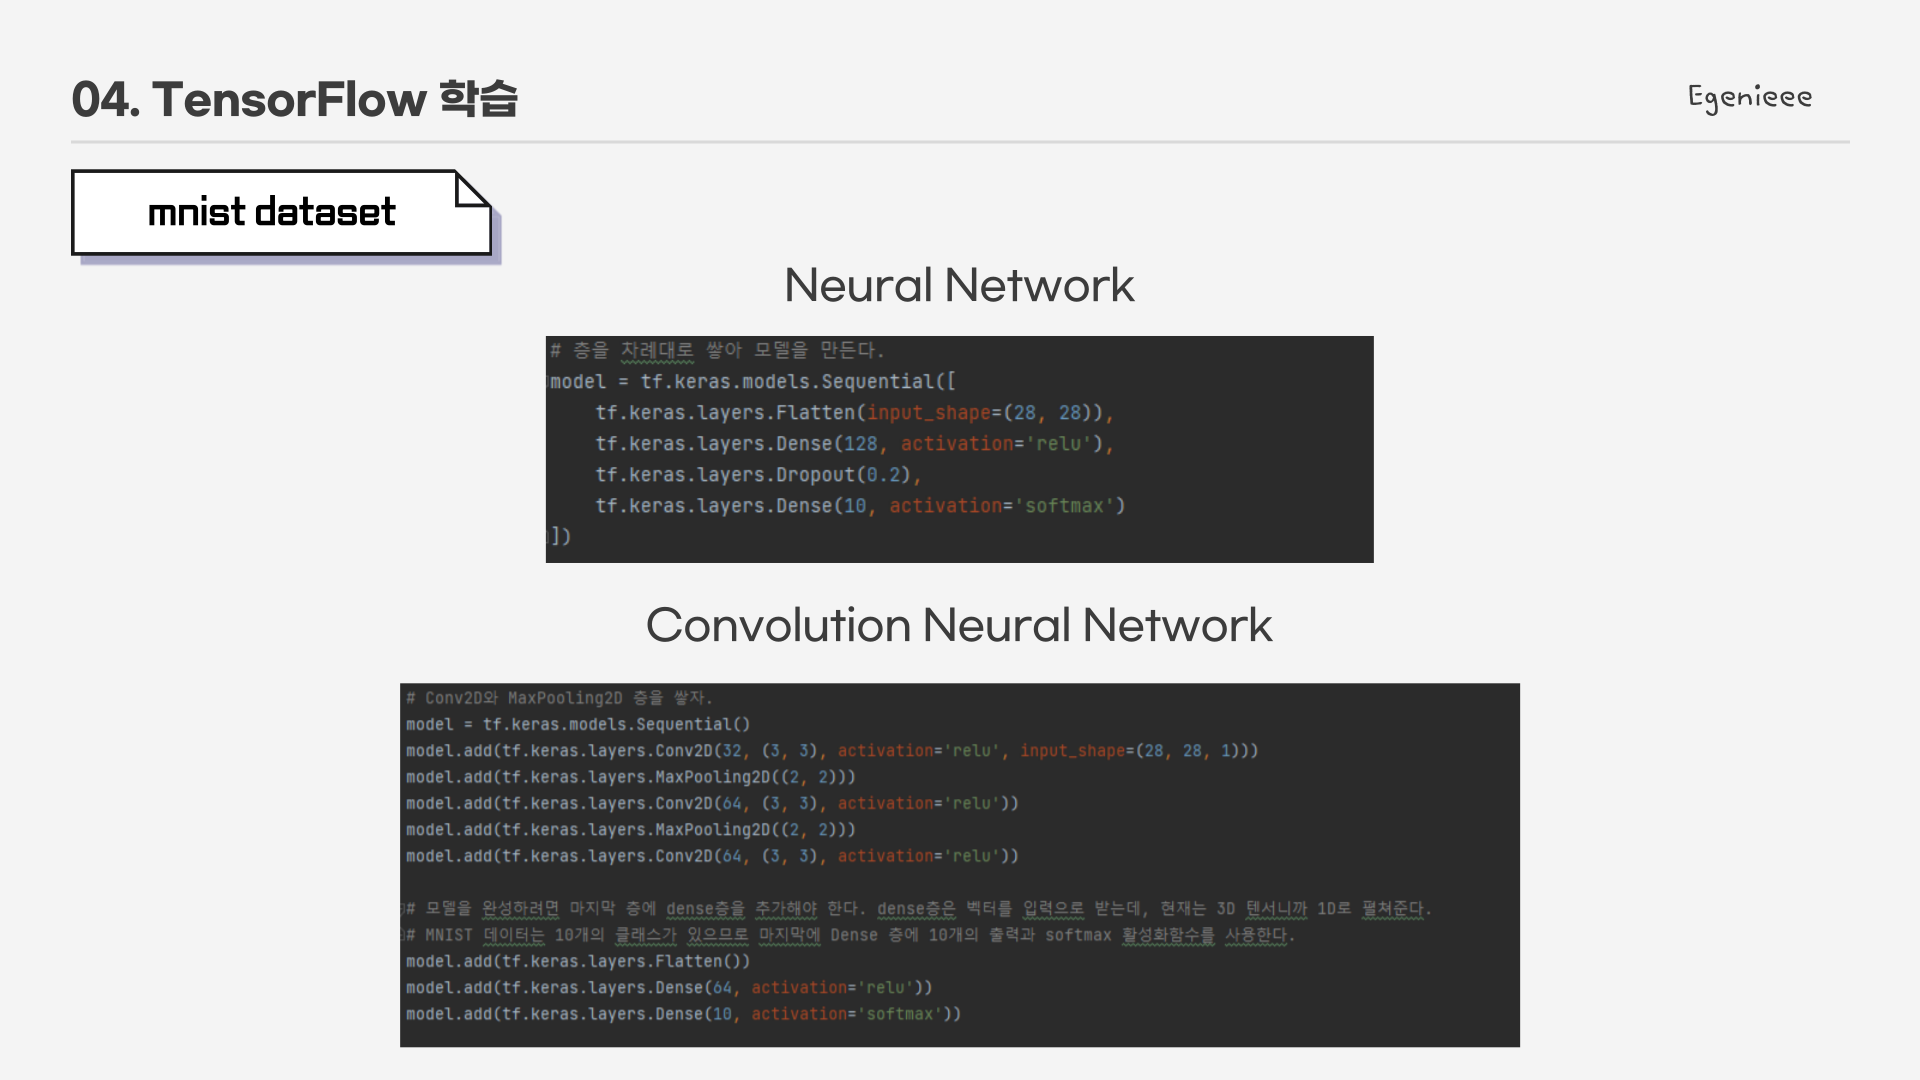 04. TensorFlow 학습
Egenieee
mnist dataset
Neural Network
# 층을 차례대로 쌓아 모델을 만든다.
model = tf.keras.models.Sequential([
    tf.keras.layers.Flatten(input_shape=(28, 28)),
    tf.keras.layers.Dense(128, activation='relu'),
    tf.keras.layers.Dropout(0.2),
    tf.keras.layers.Dense(10, activation='softmax')
])
Convolution Neural Network
# Conv2D와 MaxPooling2D 층을 쌓자.
model = tf.keras.models.Sequential()
model.add(tf.keras.layers.Conv2D(32, (3, 3), activation='relu', input_shape=(28, 28, 1)))
model.add(tf.keras.layers.MaxPooling2D((2, 2)))
model.add(tf.keras.layers.Conv2D(64, (3, 3), activation='relu'))
model.add(tf.keras.layers.MaxPooling2D((2, 2)))
model.add(tf.keras.layers.Conv2D(64, (3, 3), activation='relu'))
# 모델을 완성하려면 마지막 층에 dense층을 추가해야 한다. dense층은 벡터를 입력으로 받는데, 현재는 3D 텐서니까 1D로 펼쳐준다.
# MNIST 데이터는 10개의 클래스가 있으므로 마지막에 Dense 층에 10개의 출력과 softmax 활성화함수를 사용한다.
model.add(tf.keras.layers.Flatten())
model.add(tf.keras.layers.Dense(64, activation='relu'))
model.add(tf.keras.layers.Dense(10, activation='softmax'))